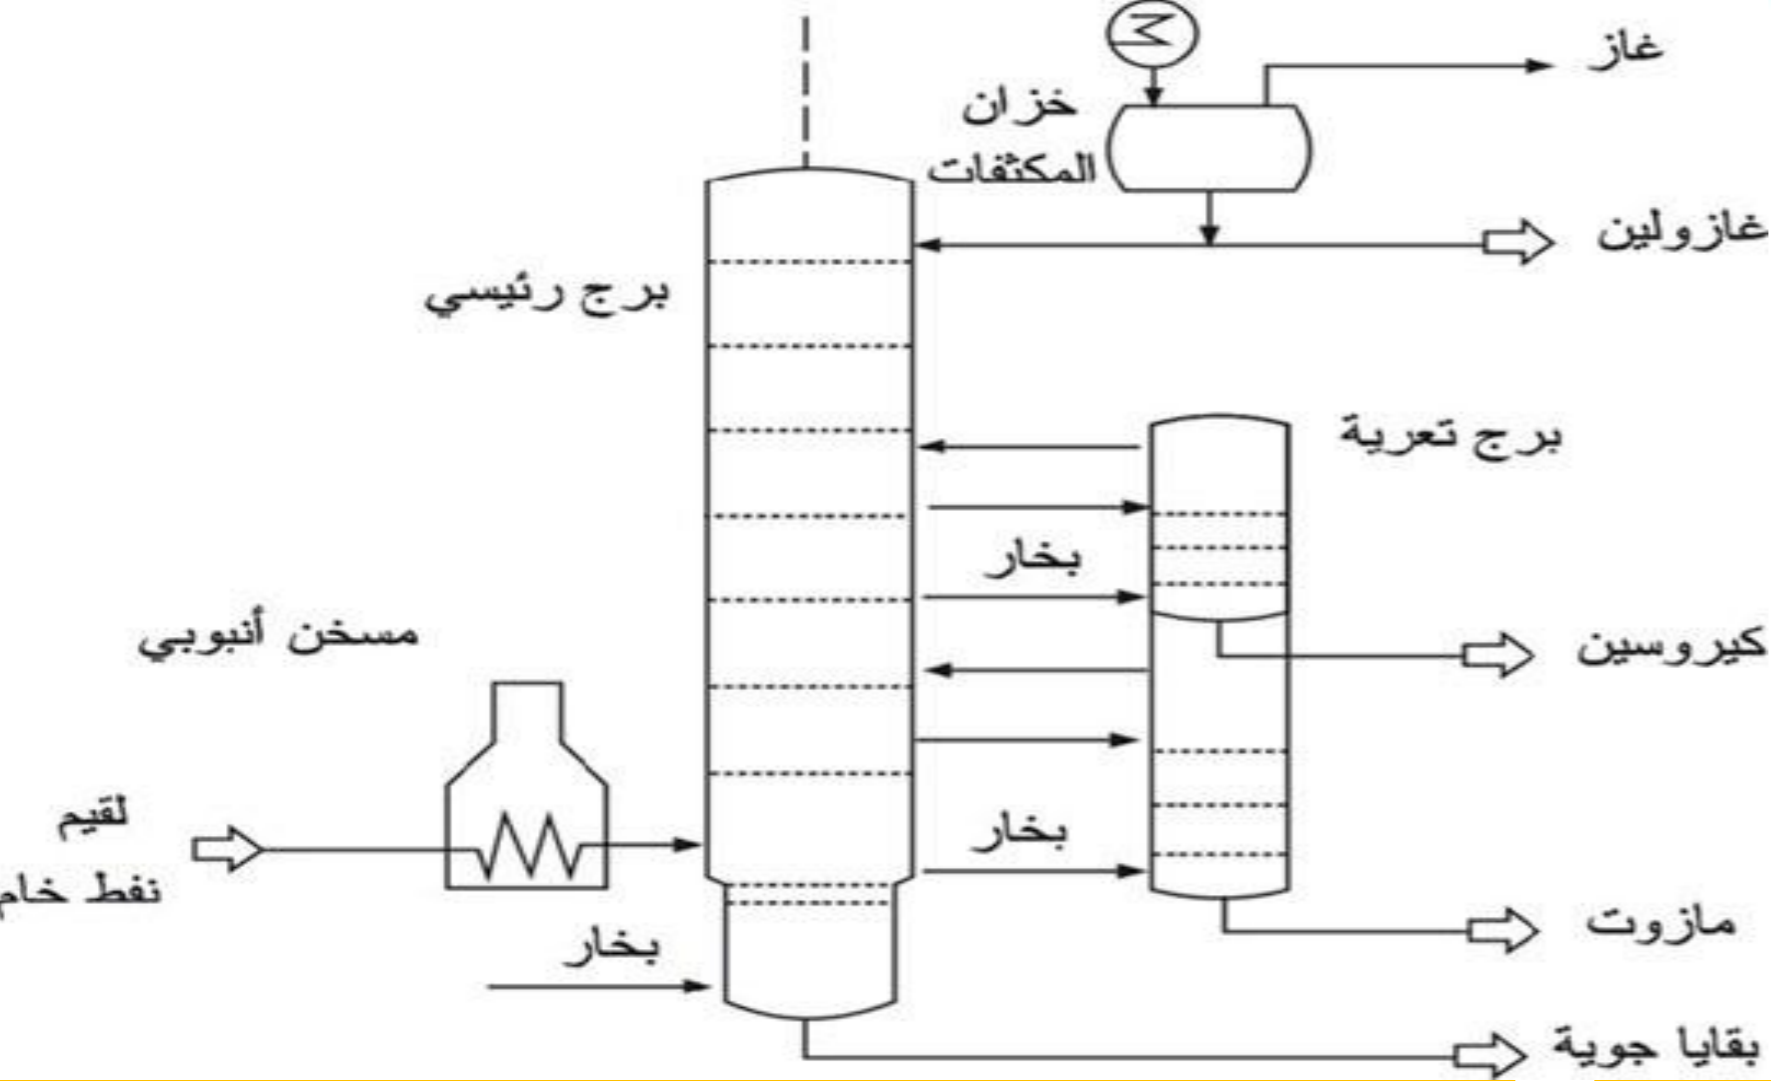 غاز
خزان
المكثفات
غازولين
برج رئيسي
برج تعرية
بخار
مسخن أنبوبي
كيروسين
لقيم
نفط خام
بخار
مازوت
بخار
بقايا جوية